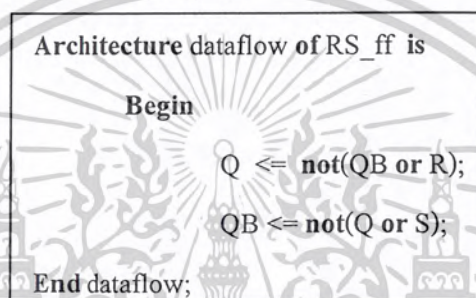 Architecture dataflow of RS_ff is
Begin
Q <= not(QB or R);
QB <= not(Q or S);
End dataflow;